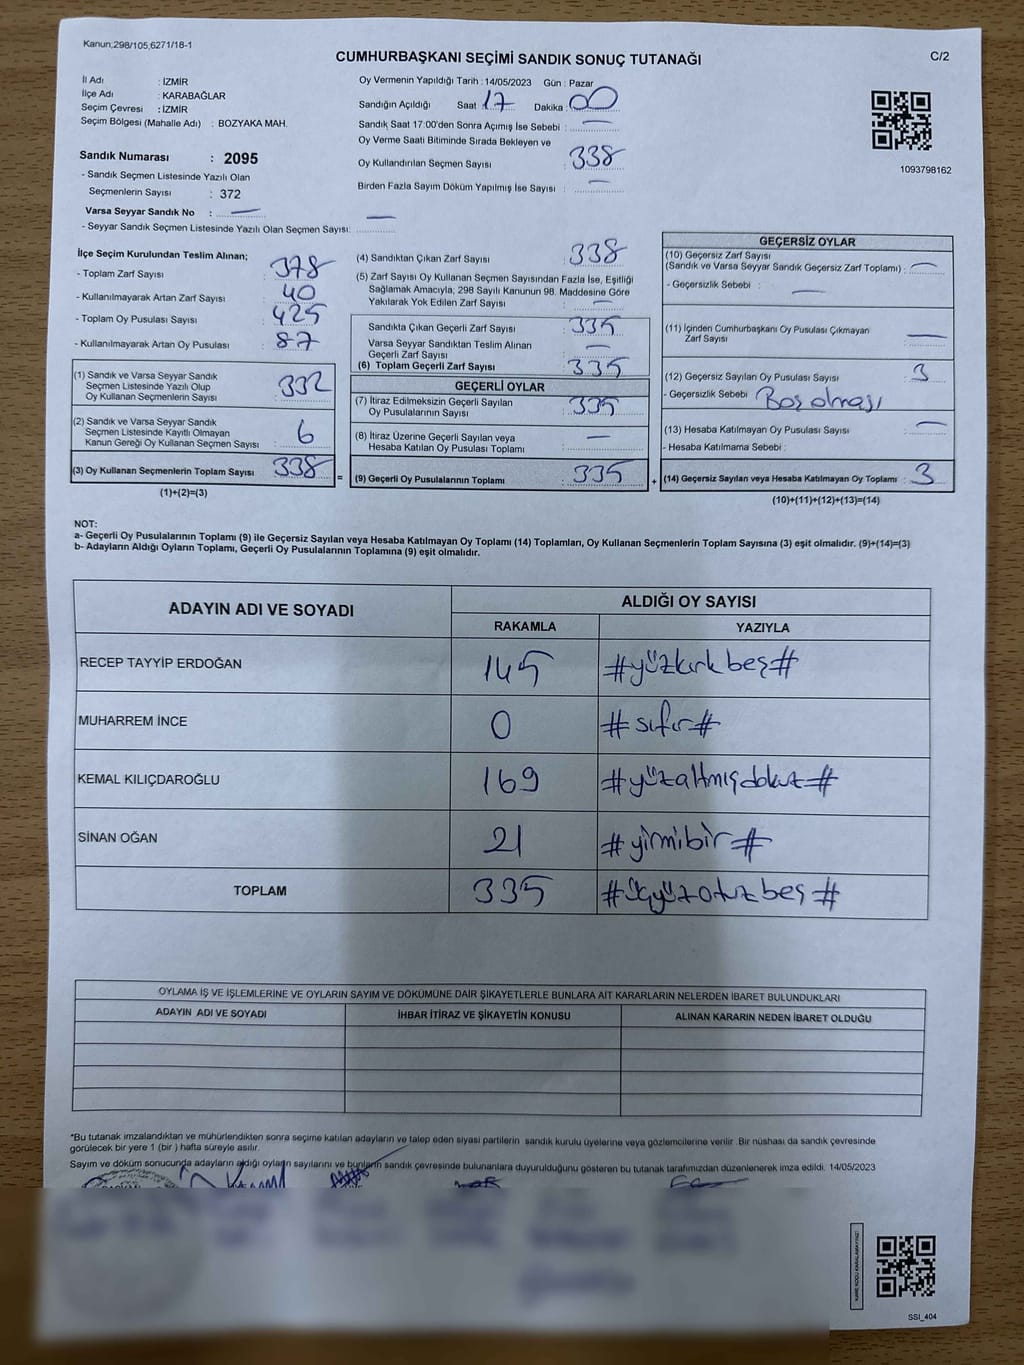 Kanun;298/105,6271/18-1
CUMHURBAŞKANI SEÇİMİ SANDIK SONUÇ TUTANAĞI
C/2
İl Adı : İZMİR
İlçe Adı : KARABAĞLAR
Seçim Çevresi : İZMİR
Seçim Bölgesi (Mahalle Adı) : BOZYAKA MAH.
Sandık Numarası : 2095
- Sandık Seçmen Listesinde Yazılı Olan
Seçmenlerin Sayısı : 372
Varsa Seyyar Sandık No : —
- Seyyar Sandık Seçmen Listesinde Yazılı Olan Seçmen Sayısı: —
Oy Vermenin Yapıldığı Tarih : 14/05/2023 Gün : Pazar
Sandığın Açıldığı Saat 17 Dakika : 00
Sandık Saat 17:00'den Sonra Açımış İse Sebebi : —
Oy Verme Saati Bitiminde Sırada Bekleyen ve
Oy Kullandırılan Seçmen Sayısı : 338
Birden Fazla Sayım Döküm Yapılmış İse Sayısı : —
1093798162
İlçe Seçim Kurulundan Teslim Alınan;
- Toplam Zarf Sayısı : 378
- Kullanılmayarak Artan Zarf Sayısı : 40
- Toplam Oy Pusulası Sayısı : 425
- Kullanılmayarak Artan Oy Pusulası : 87
(1) Sandık ve Varsa Seyyar Sandık
Seçmen Listesinde Yazılı Olup
Oy Kullanan Seçmenlerin Sayısı : 332
(2) Sandık ve Varsa Seyyar Sandık
Seçmen Listesinde Kayıtlı Olmayan
Kanun Gereği Oy Kullanan Seçmen Sayısı : 6
(3) Oy Kullanan Seçmenlerin Toplam Sayısı : 338
(1)+(2)=(3)
=
(4) Sandıktan Çıkan Zarf Sayısı : 338
(5) Zarf Sayısı Oy Kullanan Seçmen Sayısından Fazla İse, Eşitliği
Sağlamak Amacıyla; 298 Sayılı Kanunun 98. Maddesine Göre
Yakılarak Yok Edilen Zarf Sayısı : —
Sandıkta Çıkan Geçerli Zarf Sayısı : 335
Varsa Seyyar Sandıktan Teslim Alınan
Geçerli Zarf Sayısı : —
(6) Toplam Geçerli Zarf Sayısı : 335
GEÇERLİ OYLAR
(7) İtiraz Edilmeksizin Geçerli Sayılan
Oy Pusulalarının Sayısı : 335
(8) İtiraz Üzerine Geçerli Sayılan veya
Hesaba Katılan Oy Pusulası Toplamı : —
(9) Geçerli Oy Pusulalarının Toplamı : 335
+
GEÇERSİZ OYLAR
(10) Geçersiz Zarf Sayısı
(Sandık ve Varsa Seyyar Sandık Geçersiz Zarf Toplamı) : —
- Geçersizlik Sebebi : —
(11) İçinden Cumhurbaşkanı Oy Pusulası Çıkmayan
Zarf Sayısı : —
(12) Geçersiz Sayılan Oy Pusulası Sayısı : 3
- Geçersizlik Sebebi : Boş olması
(13) Hesaba Katılmayan Oy Pusulası Sayısı : —
- Hesaba Katılmama Sebebi :
(14) Geçersiz Sayılan veya Hesaba Katılmayan Oy Toplamı : 3
(10)+(11)+(12)+(13)=(14)
NOT:
a- Geçerli Oy Pusulalarının Toplamı (9) ile Geçersiz Sayılan veya Hesaba Katılmayan Oy Toplamı (14) Toplamları, Oy Kullanan Seçmenlerin Toplam Sayısına (3) eşit olmalıdır. (9)+(14)=(3)
b- Adayların Aldığı Oyların Toplamı, Geçerli Oy Pusulalarının Toplamına (9) eşit olmalıdır.
ADAYIN ADI VE SOYADI ALDIĞI OY SAYISI
RAKAMLA YAZIYLA
RECEP TAYYİP ERDOĞAN 145 #yüzkırkbeş#
MUHARREM İNCE 0 #sıfır#
KEMAL KILIÇDAROĞLU 169 #yüzaltmışdokuz#
SİNAN OĞAN 21 #yirmibir#
TOPLAM 335 #üçyüzotuzbeş#
OYLAMA İŞ VE İŞLEMLERİNE VE OYLARIN SAYIM VE DÖKÜMÜNE DAİR ŞİKAYETLERLE BUNLARA AİT KARARLARIN NELERDEN İBARET BULUNDUKLARI
ADAYIN ADI VE SOYADI İHBAR İTİRAZ VE ŞİKAYETİN KONUSU ALINAN KARARIN NEDEN İBARET OLDUĞU
*Bu tutanak imzalandıktan ve mühürlendikten sonra seçime katılan adayların ve talep eden siyasi partilerin sandık kurulu üyelerine veya gözlemcilerine verilir .Bir nüshası da sandık çevresinde
görülecek bir yere 1 (bir ) hafta süreyle asılır.
Sayım ve döküm sonucunda adayların aldığı oyların sayılarını ve bunların sandık çevresinde bulunanlara duyurulduğunu gösteren bu tutanak tarafımızdan düzenlenerek imza edildi. 14/05/2023
SSI_404